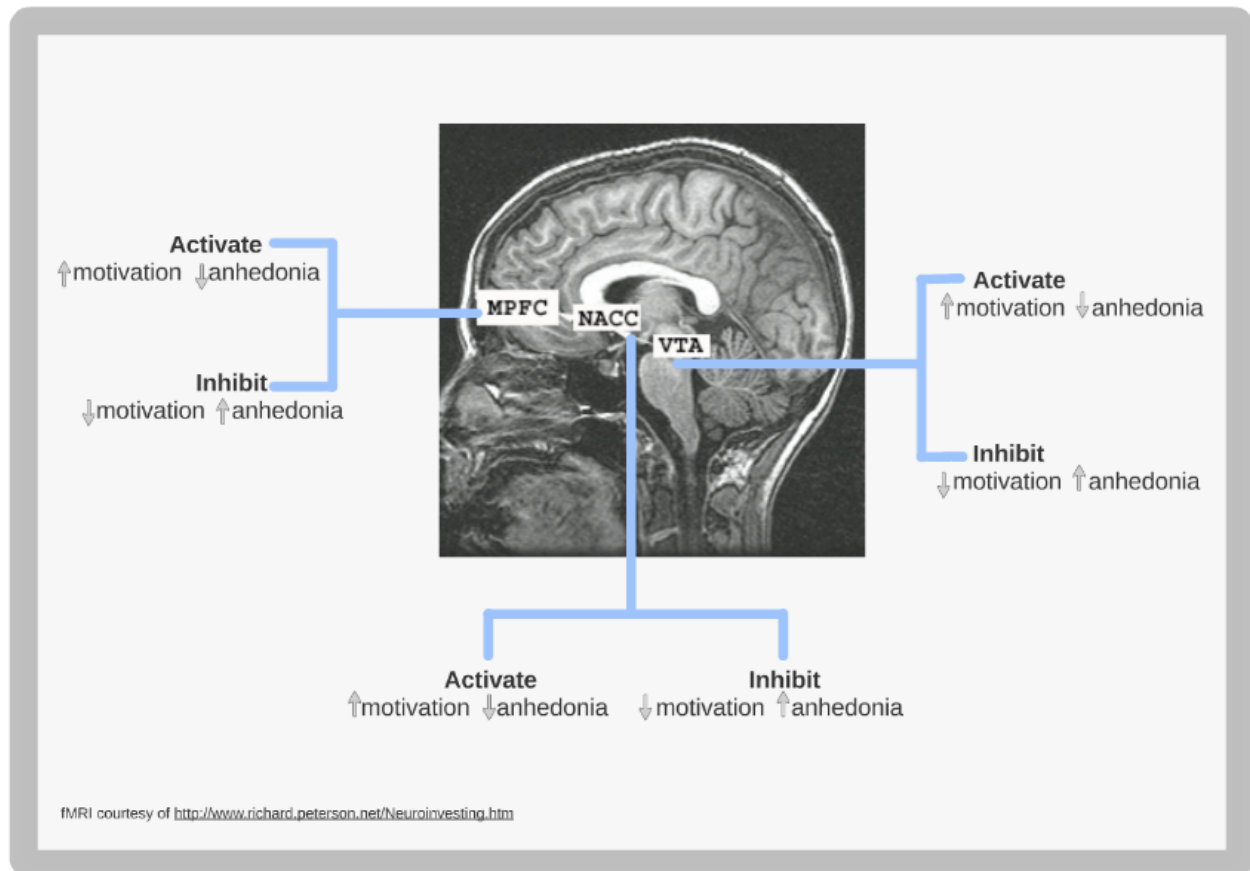 Activate
⇧motivation ⇩anhedonia
MPFC
Inhibit
⇩motivation ⇧anhedonia
NACC
VTA
Activate
⇧motivation ⇩anhedonia
Inhibit
⇩motivation ⇧anhedonia
Activate
⇧motivation ⇩anhedonia
Inhibit
⇩motivation ⇧anhedonia
fMRI courtesy of http://www.richard.peterson.net/Neuroinvesting.htm